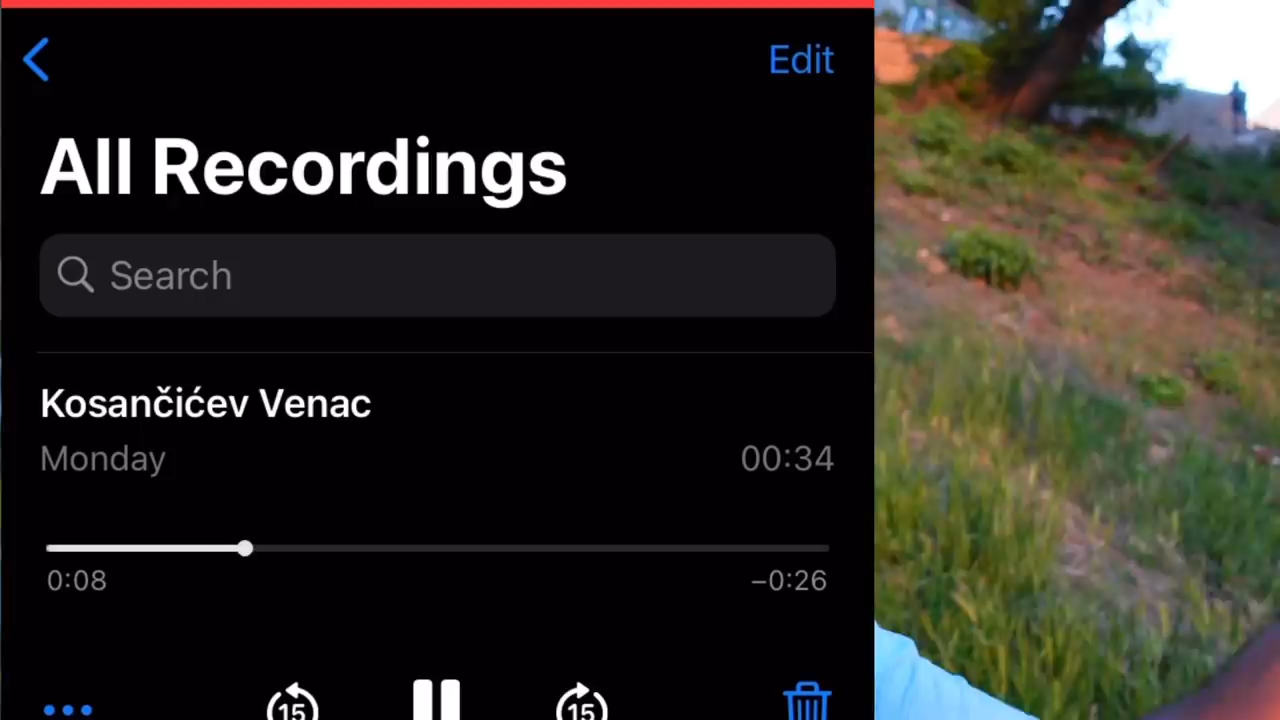 Edit
All Recordings
Search
Kosančićev Venac
Monday 00:34
0:08 −0:26
15 15